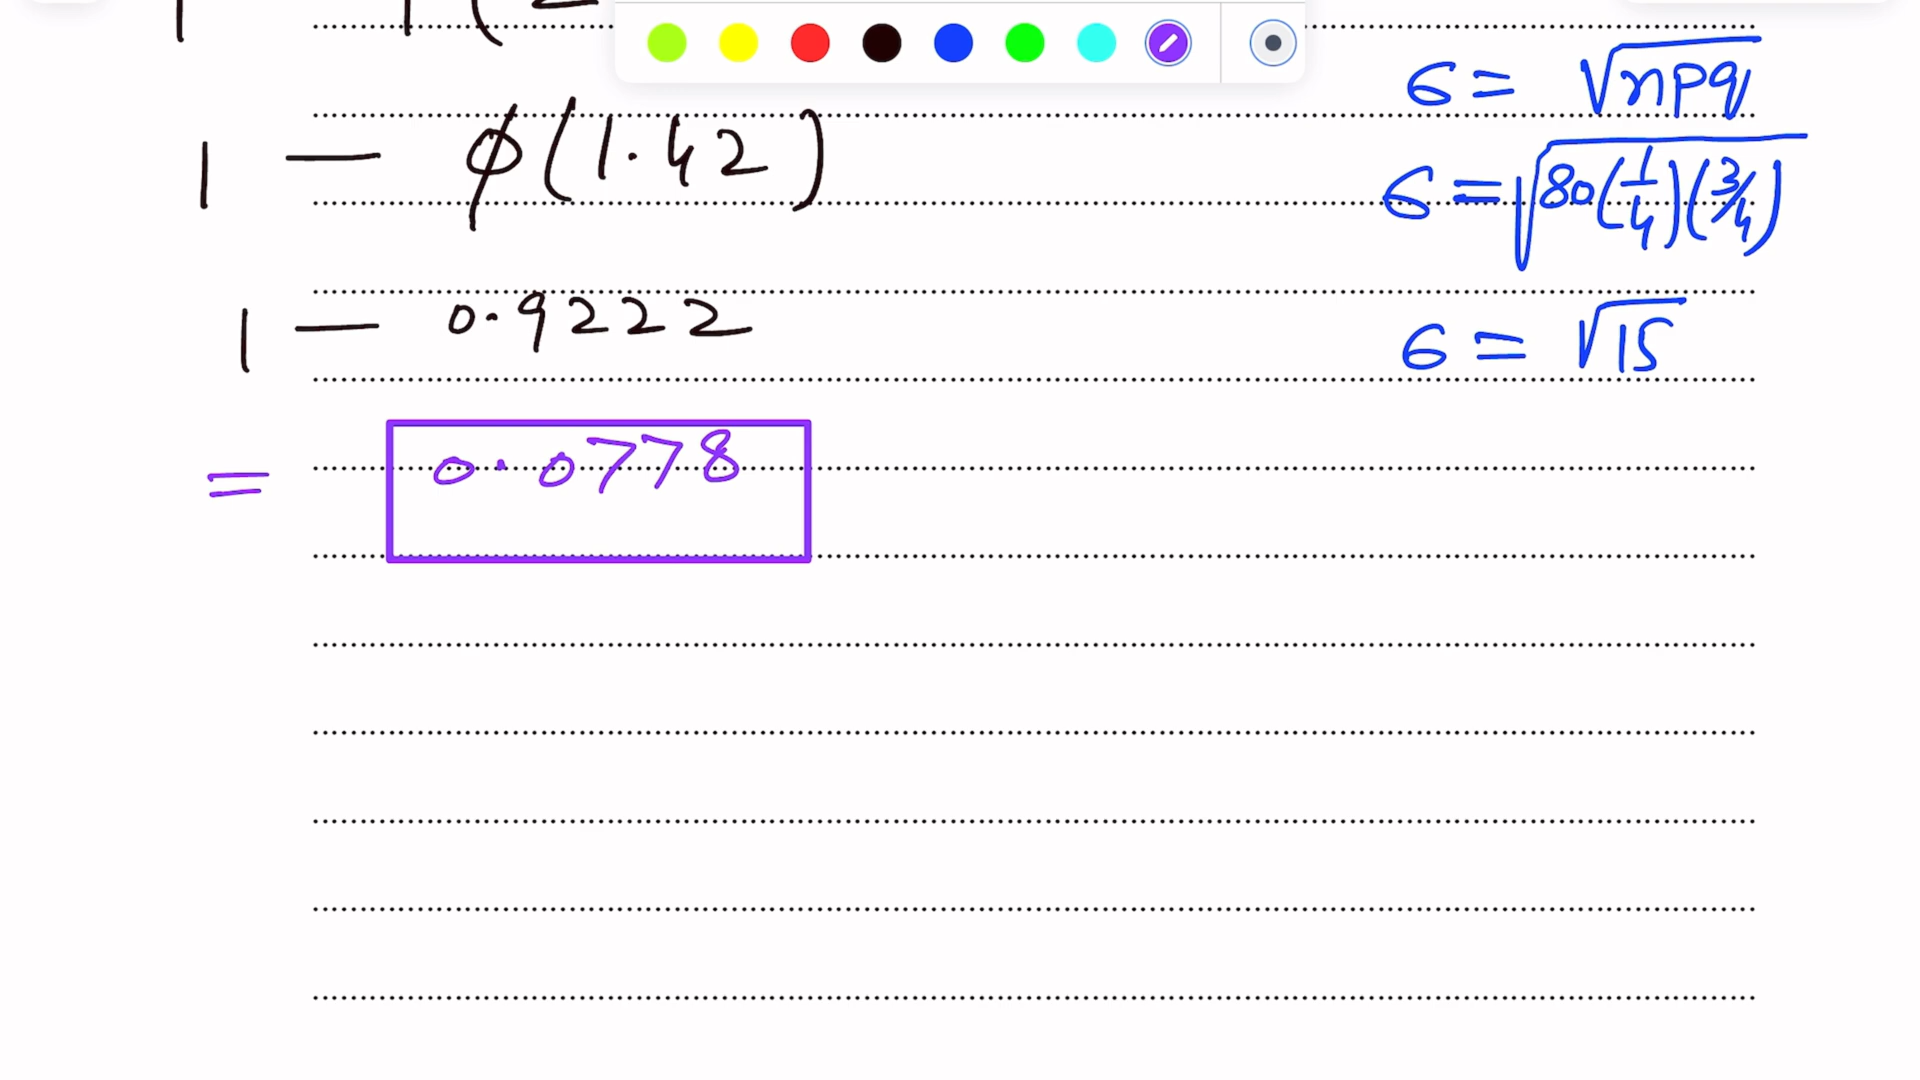 1 — φ(1.42)
1 — 0.9222
= 0.0778
σ = √npq
σ = √80(1/4)(3/4)
σ = √15